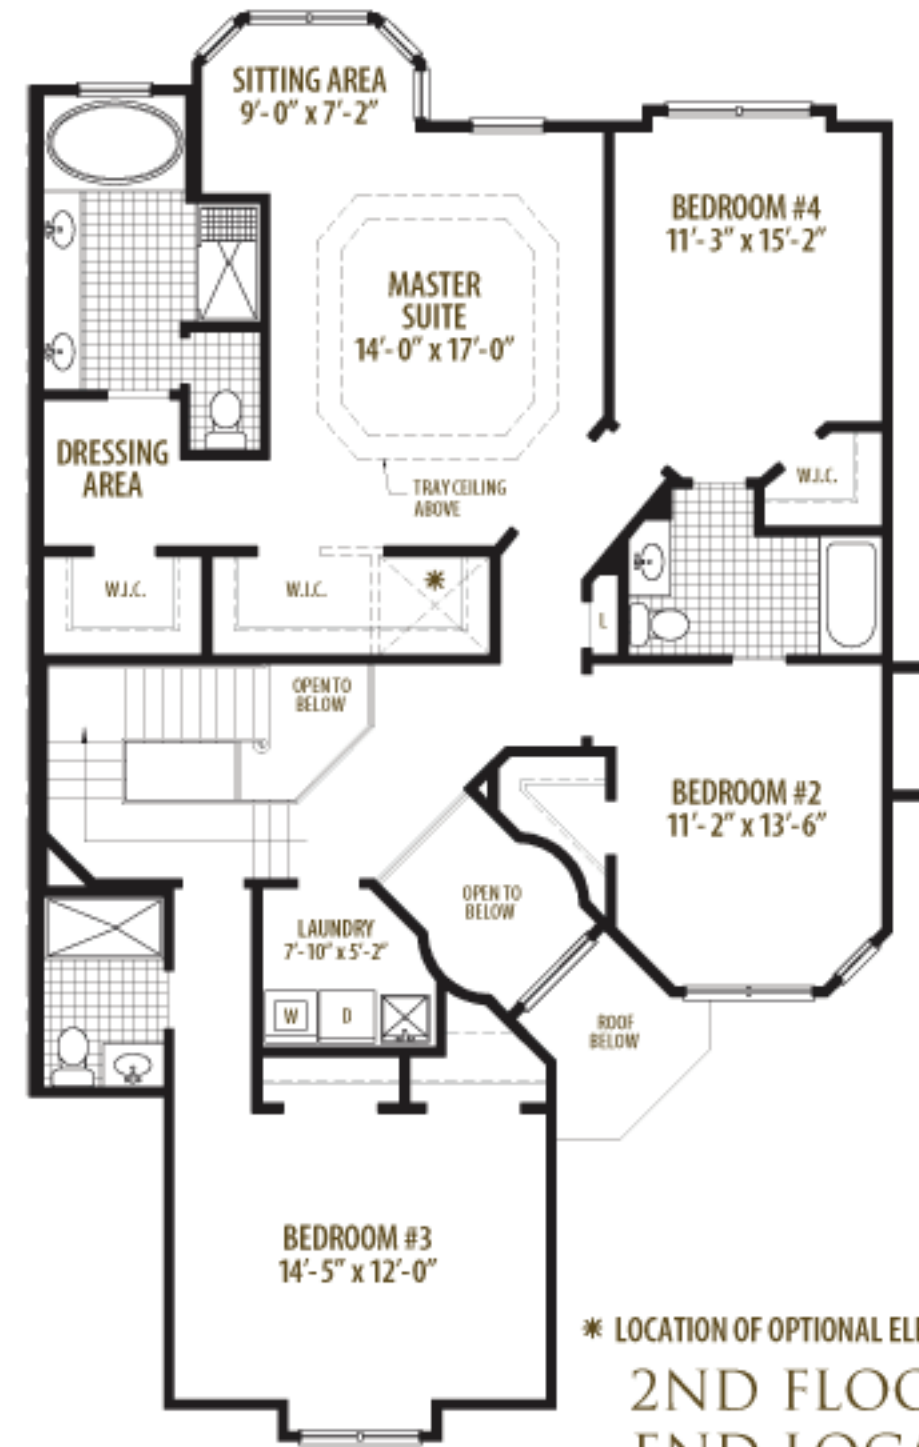 SITTING AREA
9'-0" x 7'-2"
BEDROOM #4
11'-3" x 15'-2"
MASTER
SUITE
14'-0" x 17'-0"
DRESSING
AREA
TRAY CEILING
ABOVE
W.I.C.
W.I.C.
W.I.C.
*
L
OPEN TO
BELOW
BEDROOM #2
11'-2" x 13'-6"
OPEN TO
BELOW
LAUNDRY
7'-10" x 5'-2"
W
D
ROOF
BELOW
BEDROOM #3
14'-5" x 12'-0"
* LOCATION OF OPTIONAL
2ND
END